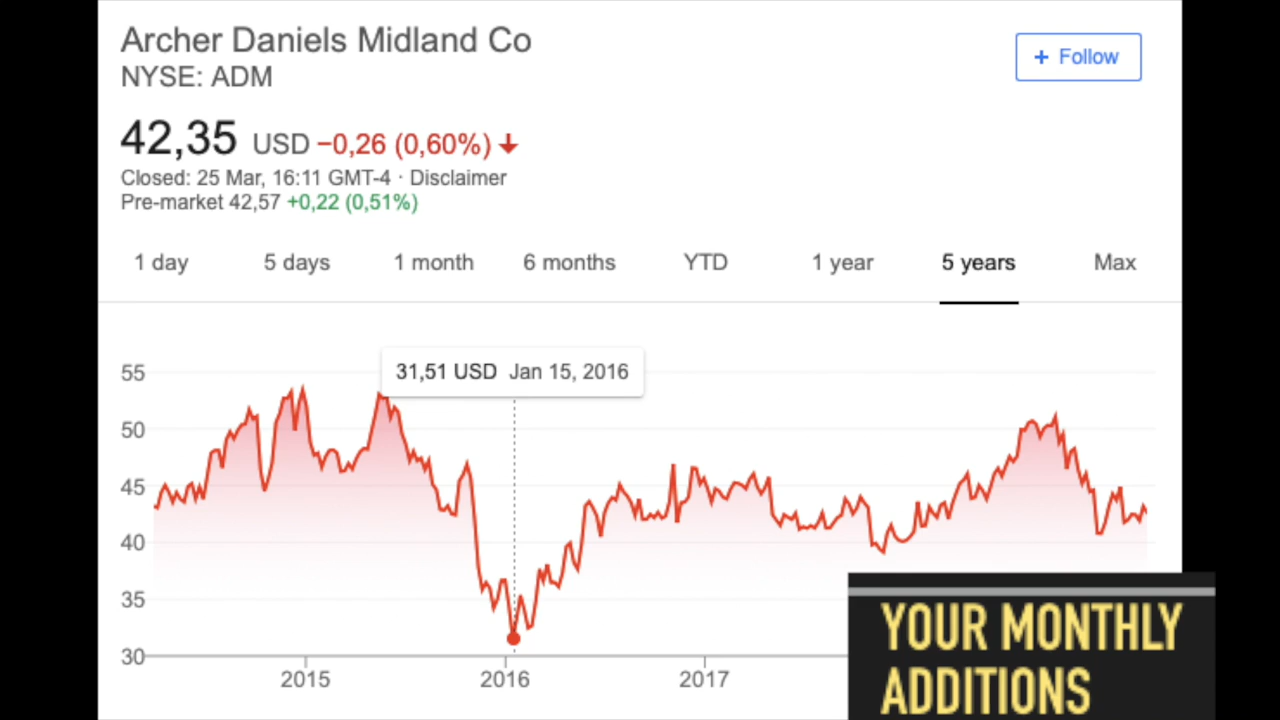 Archer Daniels Midland Co
NYSE: ADM
+ Follow
42,35 USD −0,26 (0,60%)
Closed: 25 Mar, 16:11 GMT-4 · Disclaimer
Pre-market 42,57 +0,22 (0,51%)
1 day 5 days 1 month 6 months YTD 1 year 5 years Max
31,51 USD Jan 15, 2016
55
50
45
40
35
30
2015 2016 2017
YOUR MONTHLY
ADDITIONS